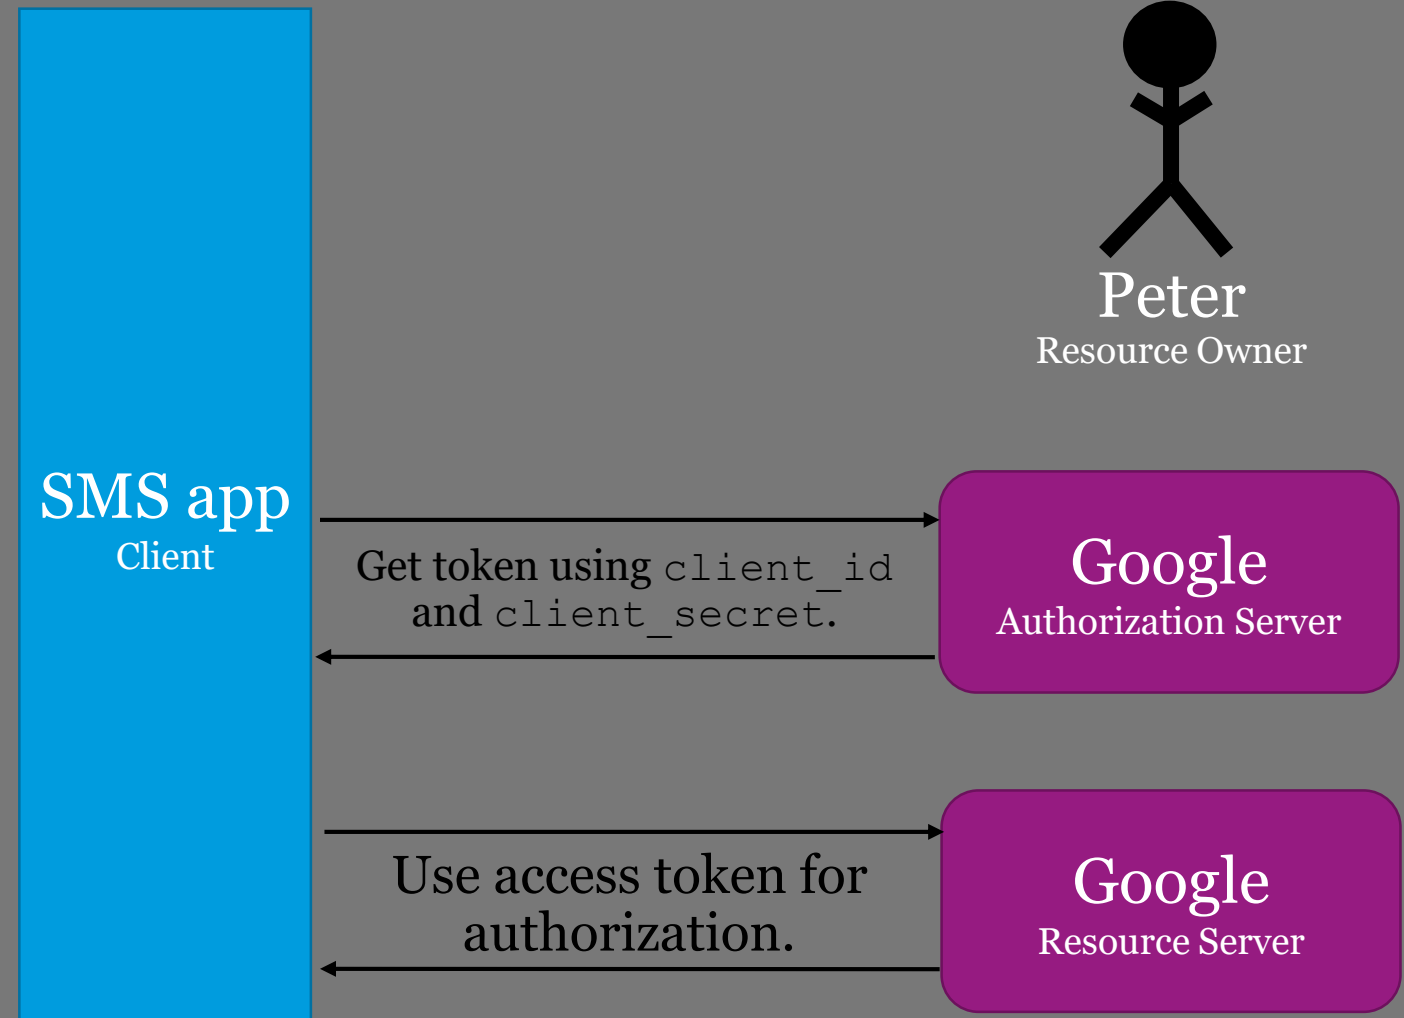 Peter
Resource Owner
SMS app
Client
Get token using client_id
and client_secret.
Google
Authorization Server
Use access token for
authorization.
Google
Resource Server